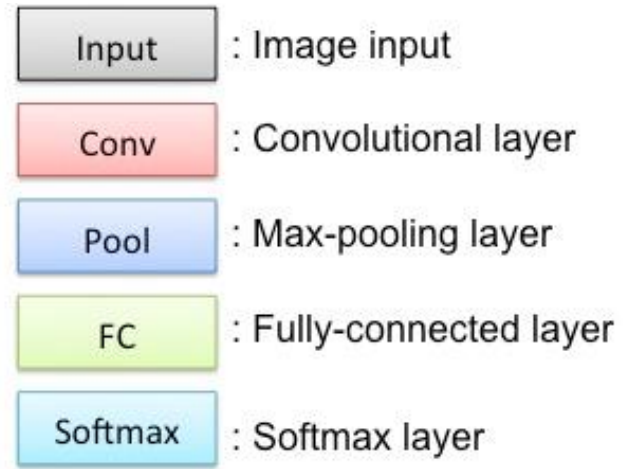 Input : Image input
Conv : Convolutional layer
Pool : Max-pooling layer
FC : Fully-connected layer
Softmax : Softmax layer